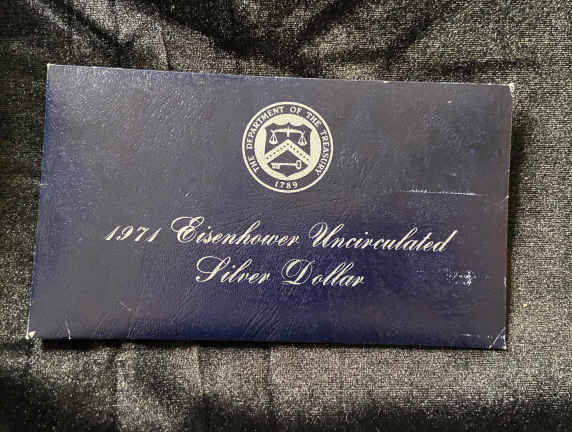 THE DEPARTMENT OF THE TREASURY
1789
1971 Eisenhower Uncirculated
Silver Dollar